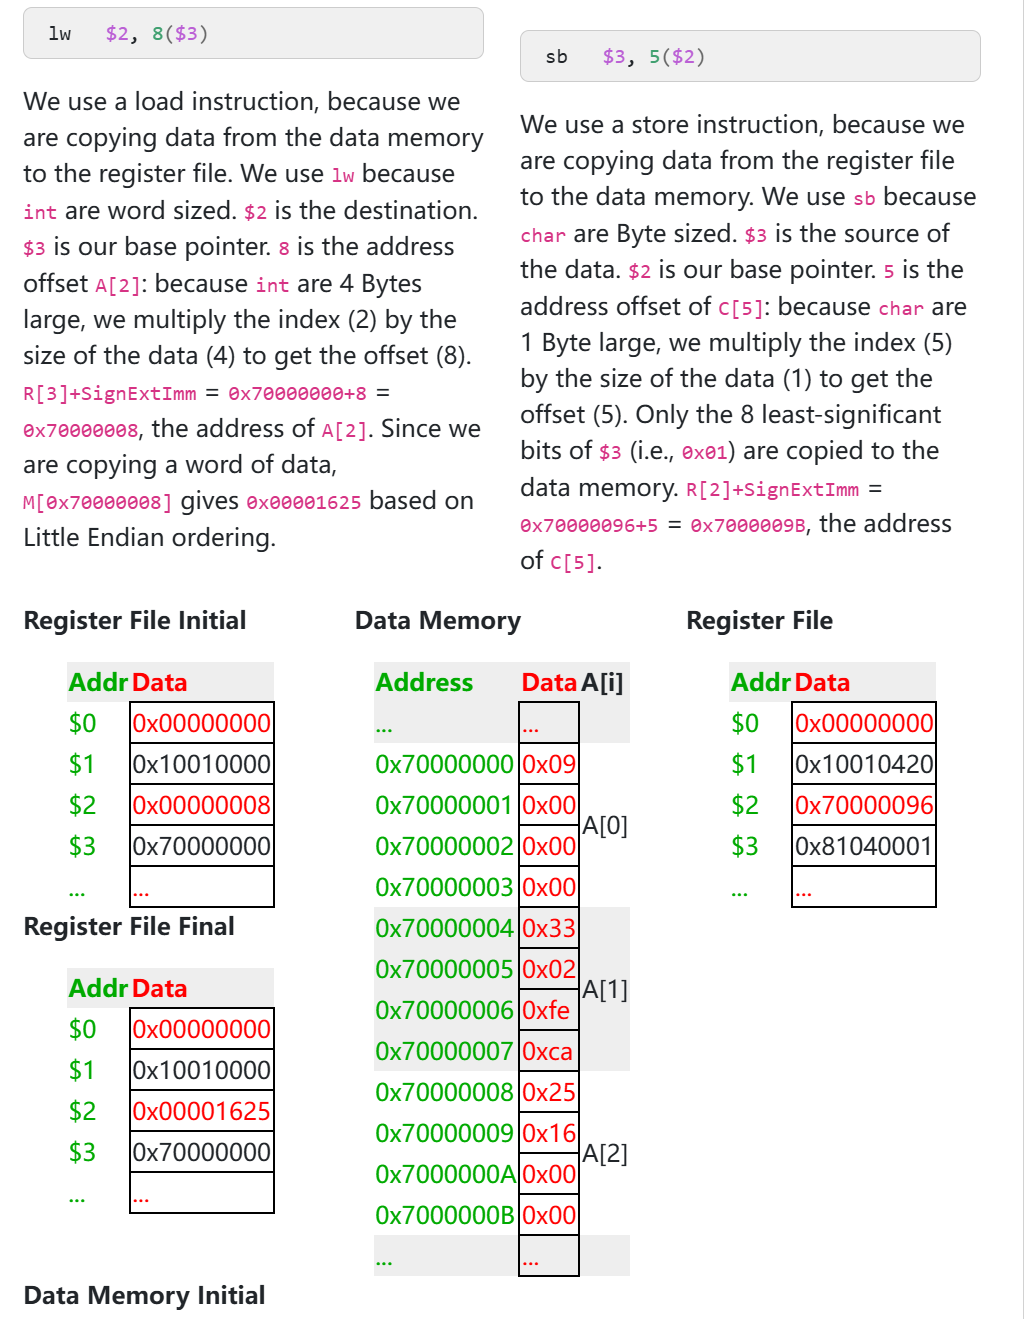 lw $2, 8($3)
We use a load instruction, because we
are copying data from the data memory
to the register file. We use lw because
int are word sized. $2 is the destination.
$3 is our base pointer. 8 is the address
offset A[2]: because int are 4 Bytes
large, we multiply the index (2) by the
size of the data (4) to get the offset (8).
R[3]+SignExtImm = 0x70000000+8 =
0x70000008, the address of A[2]. Since we
are copying a word of data,
M[0x70000008] gives 0x00001625 based on
Little Endian ordering.
sb $3, 5($2)
We use a store instruction, because we
are copying data from the register file
to the data memory. We use sb because
char are Byte sized. $3 is the source of
the data. $2 is our base pointer. 5 is the
address offset of C[5]: because char are
1 Byte large, we multiply the index (5)
by the size of the data (1) to get the
offset (5). Only the 8 least-significant
bits of $3 (i.e., 0x01) are copied to the
data memory. R[2]+SignExtImm =
0x70000096+5 = 0x7000009B, the address
of C[5].
Register File Initial
Addr Data
$0 0x00000000
$1 0x10010000
$2 0x00000008
$3 0x70000000
... ...
Register File Final
Addr Data
$0 0x00000000
$1 0x10010000
$2 0x00001625
$3 0x70000000
... ...
Data Memory
Address Data A[i]
... ...
0x70000000 0x09
0x70000001 0x00
A[0]
0x70000002 0x00
0x70000003 0x00
0x70000004 0x33
0x70000005 0x02
A[1]
0x70000006 0xfe
0x70000007 0xca
0x70000008 0x25
0x70000009 0x16
A[2]
0x7000000A 0x00
0x7000000B 0x00
... ...
Register File
Addr Data
$0 0x00000000
$1 0x10010420
$2 0x70000096
$3 0x81040001
... ...
Data Memory Initial